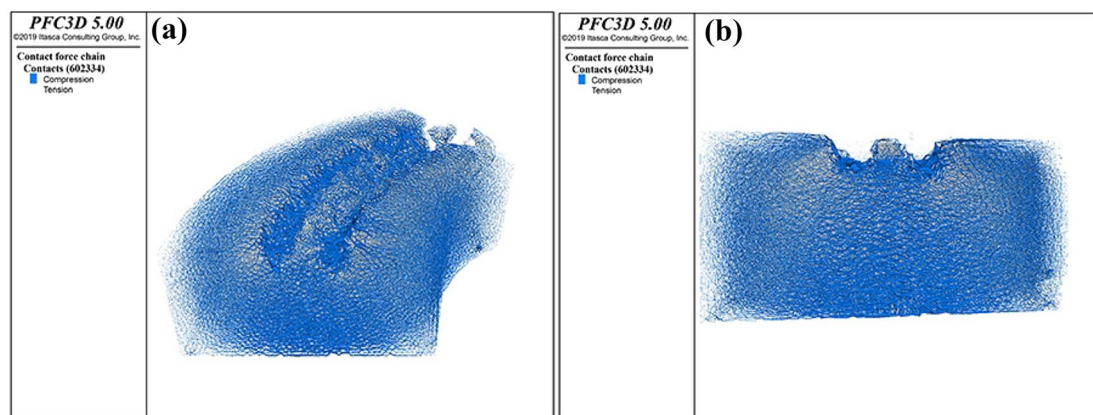 PFC3D 5.00
©2019 Itasca Consulting Group, Inc.
Contact force chain
Contacts (602334)
Compression
Tension
(a)
PFC3D 5.00
©2019 Itasca Consulting Group, Inc.
Contact force chain
Contacts (602334)
Compression
Tension
(b)